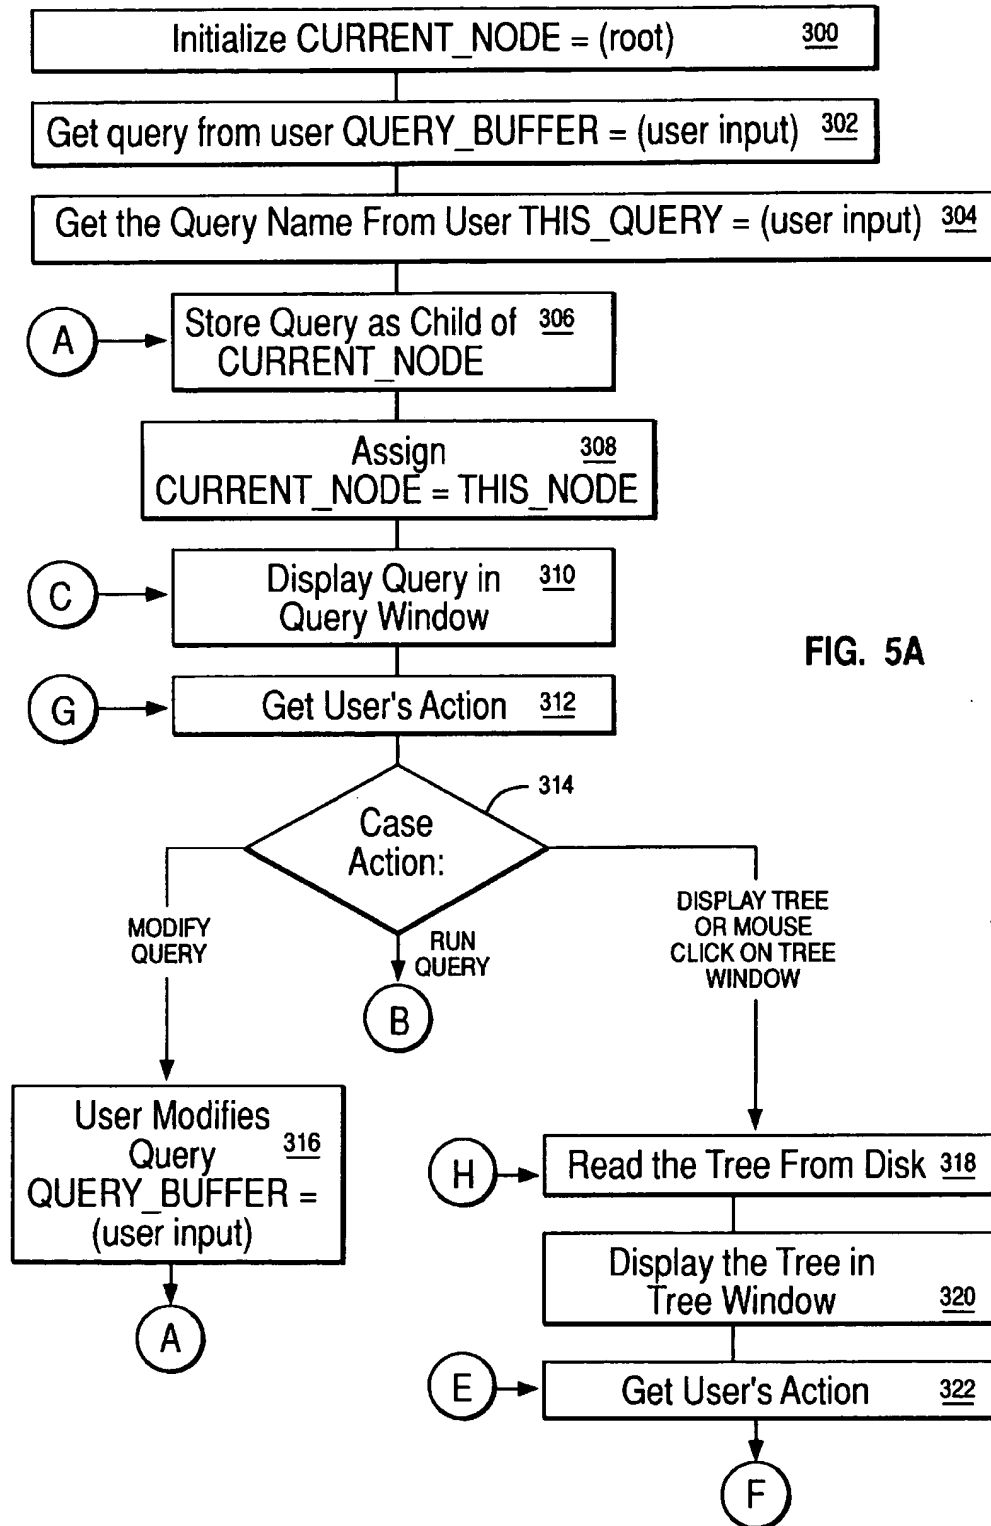 Initialize CURRENT_NODE = (root) 300
Get query from user QUERY_BUFFER = (user input) 302
Get the Query Name From User THIS_QUERY = (user input) 304
A
Store Query as Child of 306
CURRENT_NODE
Assign 308
CURRENT_NODE = THIS_NODE
C
Display Query in 310
Query Window
FIG. 5A
G
Get User's Action 312
314
Case
Action:
MODIFY
QUERY
RUN
QUERY
DISPLAY TREE
OR MOUSE
CLICK ON TREE
WINDOW
B
User Modifies
Query 316
QUERY_BUFFER =
(user input)
A
H
Read the Tree From Disk 318
Display the Tree in
Tree Window 320
E
Get User's Action 322
F